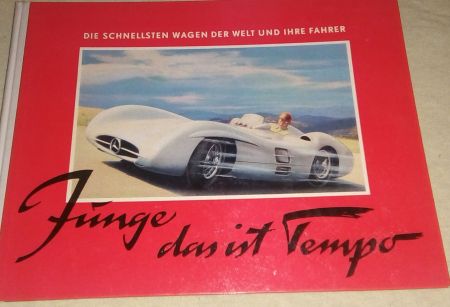 DIE SCHNELLSTEN WAGEN DER WELT UND IHRE FAHRER
Junge
das ist Tempo